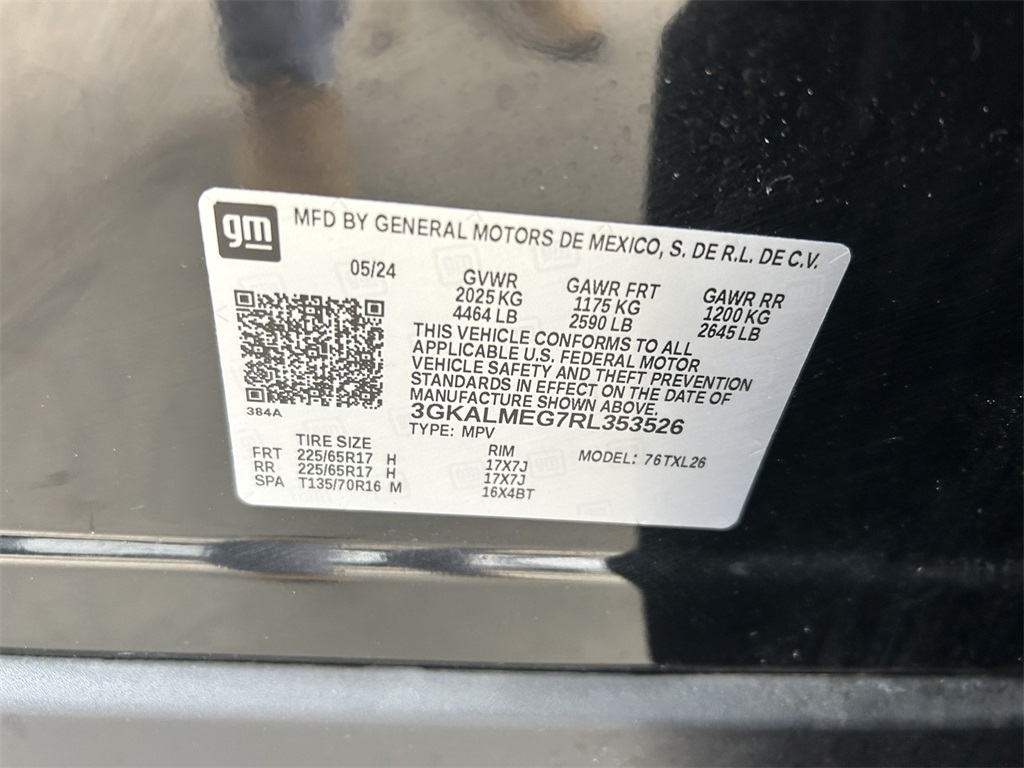 gm
MFD BY GENERAL MOTORS DE MEXICO, S. DE R.L. DE C.V.
05/24
GVWR
2025 KG
4464 LB
GAWR FRT
1175 KG
2590 LB
GAWR RR
1200 KG
2645 LB
THIS VEHICLE CONFORMS TO ALL
APPLICABLE U.S. FEDERAL MOTOR
VEHICLE SAFETY AND THEFT PREVENTION
STANDARDS IN EFFECT ON THE DATE OF
MANUFACTURE SHOWN ABOVE.
384A
3GKALMEG7RL353526
TYPE: MPV
TIRE SIZE RIM MODEL: 76TXL26
FRT 225/65R17 H 17X7J
RR 225/65R17 H 17X7J
SPA T135/70R16 M 16X4BT